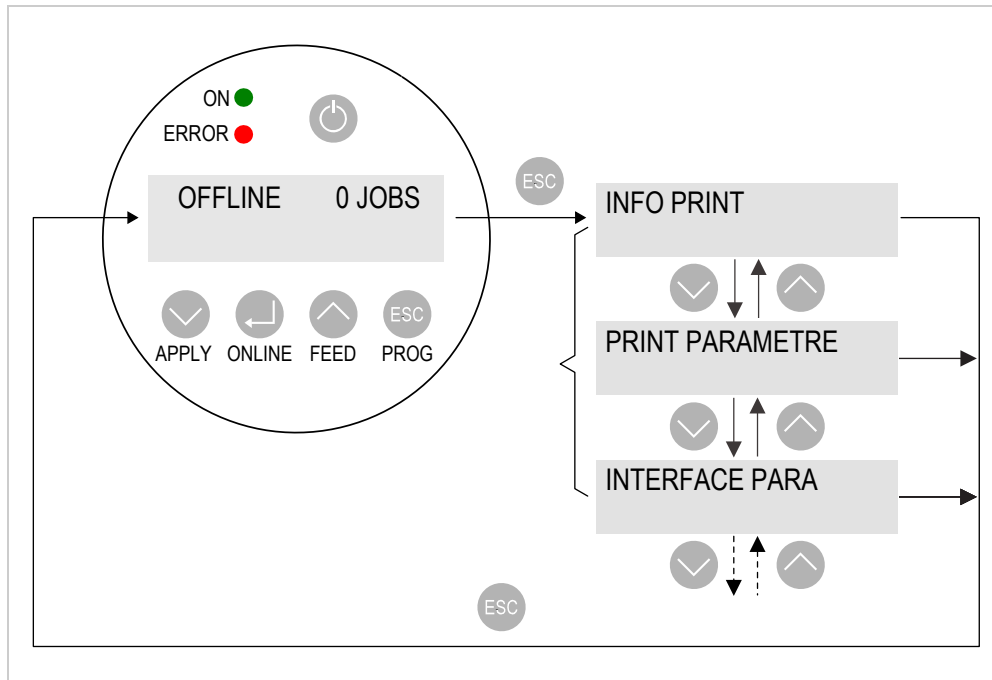 ON
ERROR
OFFLINE 0 JOBS
APPLY ONLINE FEED PROG
ESC
ESC
INFO PRINT
PRINT PARAMETRE
INTERFACE PARA
ESC